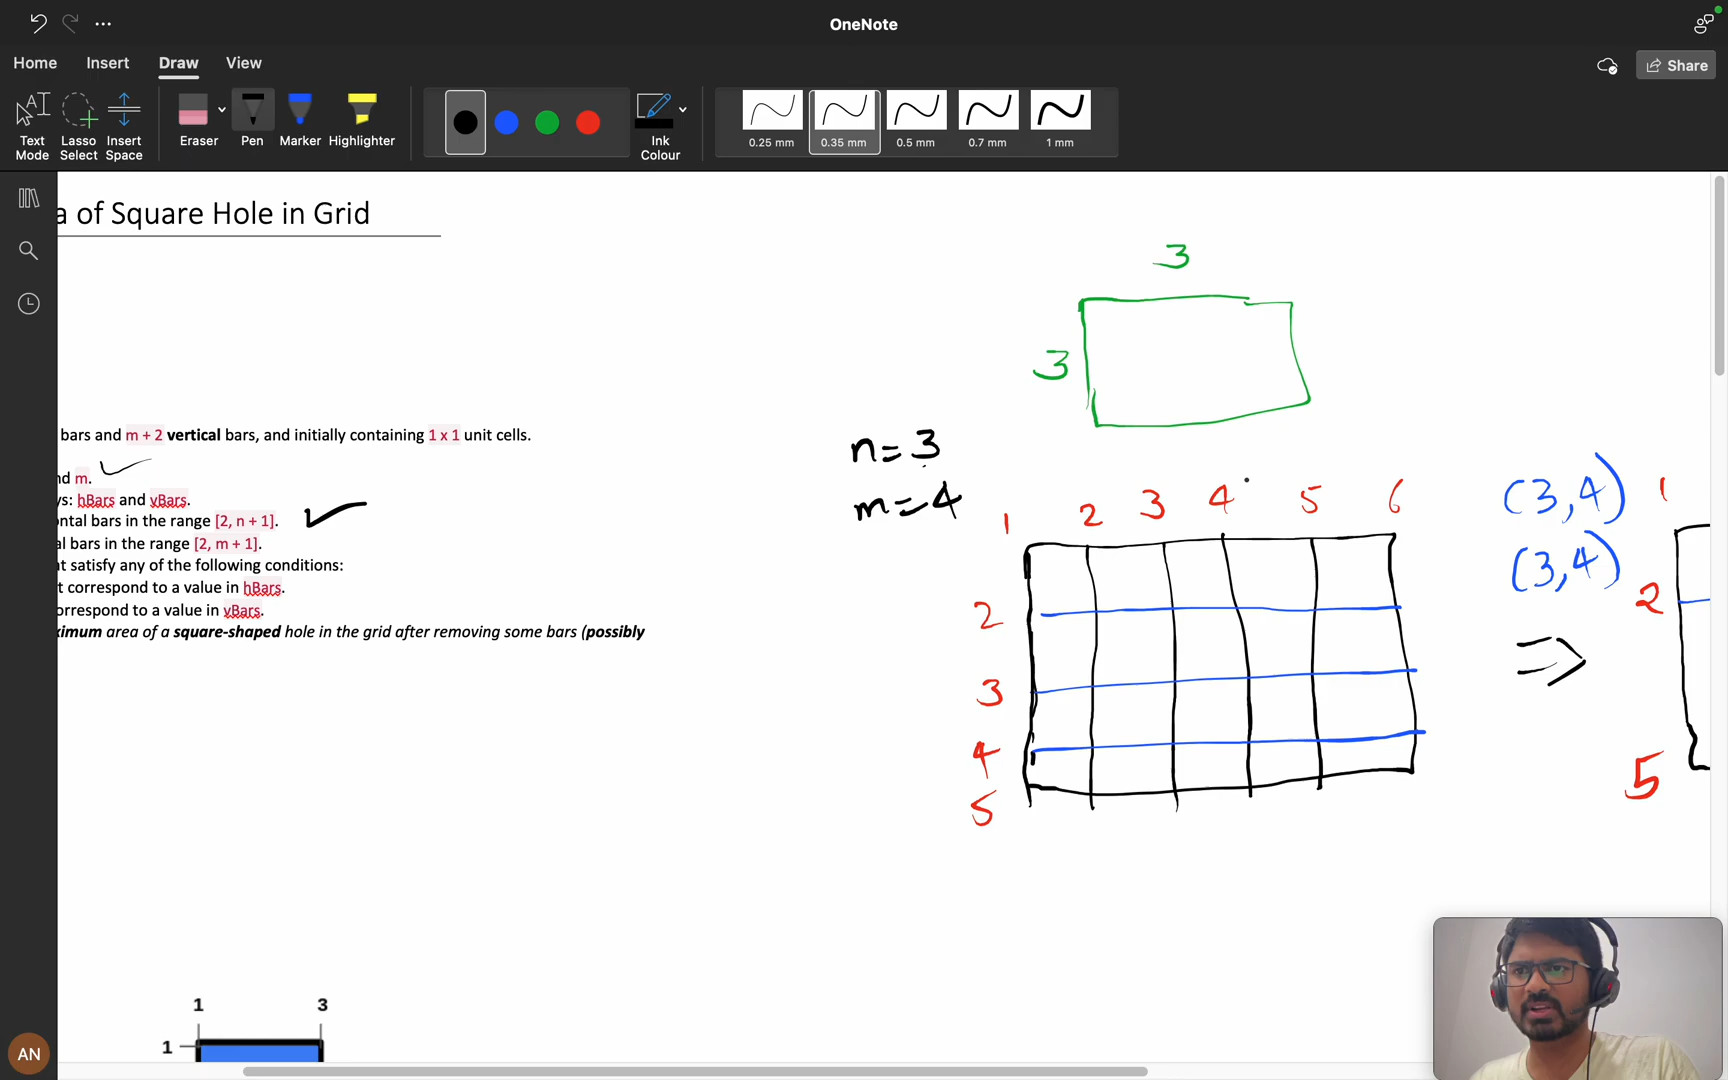 OneNote
Home Insert Draw View
Share
Text Mode
Lasso Select
Insert Space
Eraser
Pen
Marker
Highlighter
Ink Colour
0.25 mm
0.35 mm
0.5 mm
0.7 mm
1 mm
a of Square Hole in Grid
3
3
bars and m + 2 vertical bars, and initially containing 1 x 1 unit cells.
nd m.
ys: hBars and vBars.
ontal bars in the range [2, n + 1].
al bars in the range [2, m + 1].
at satisfy any of the following conditions:
t correspond to a value in hBars.
orrespond to a value in vBars.
ximum area of a square-shaped hole in the grid after removing some bars (possibly
n = 3
m = 4
1 2 3 4 5 6
2
3
4
5
(3,4)
(3,4)
⇒
1
2
5
1 3
1
AN